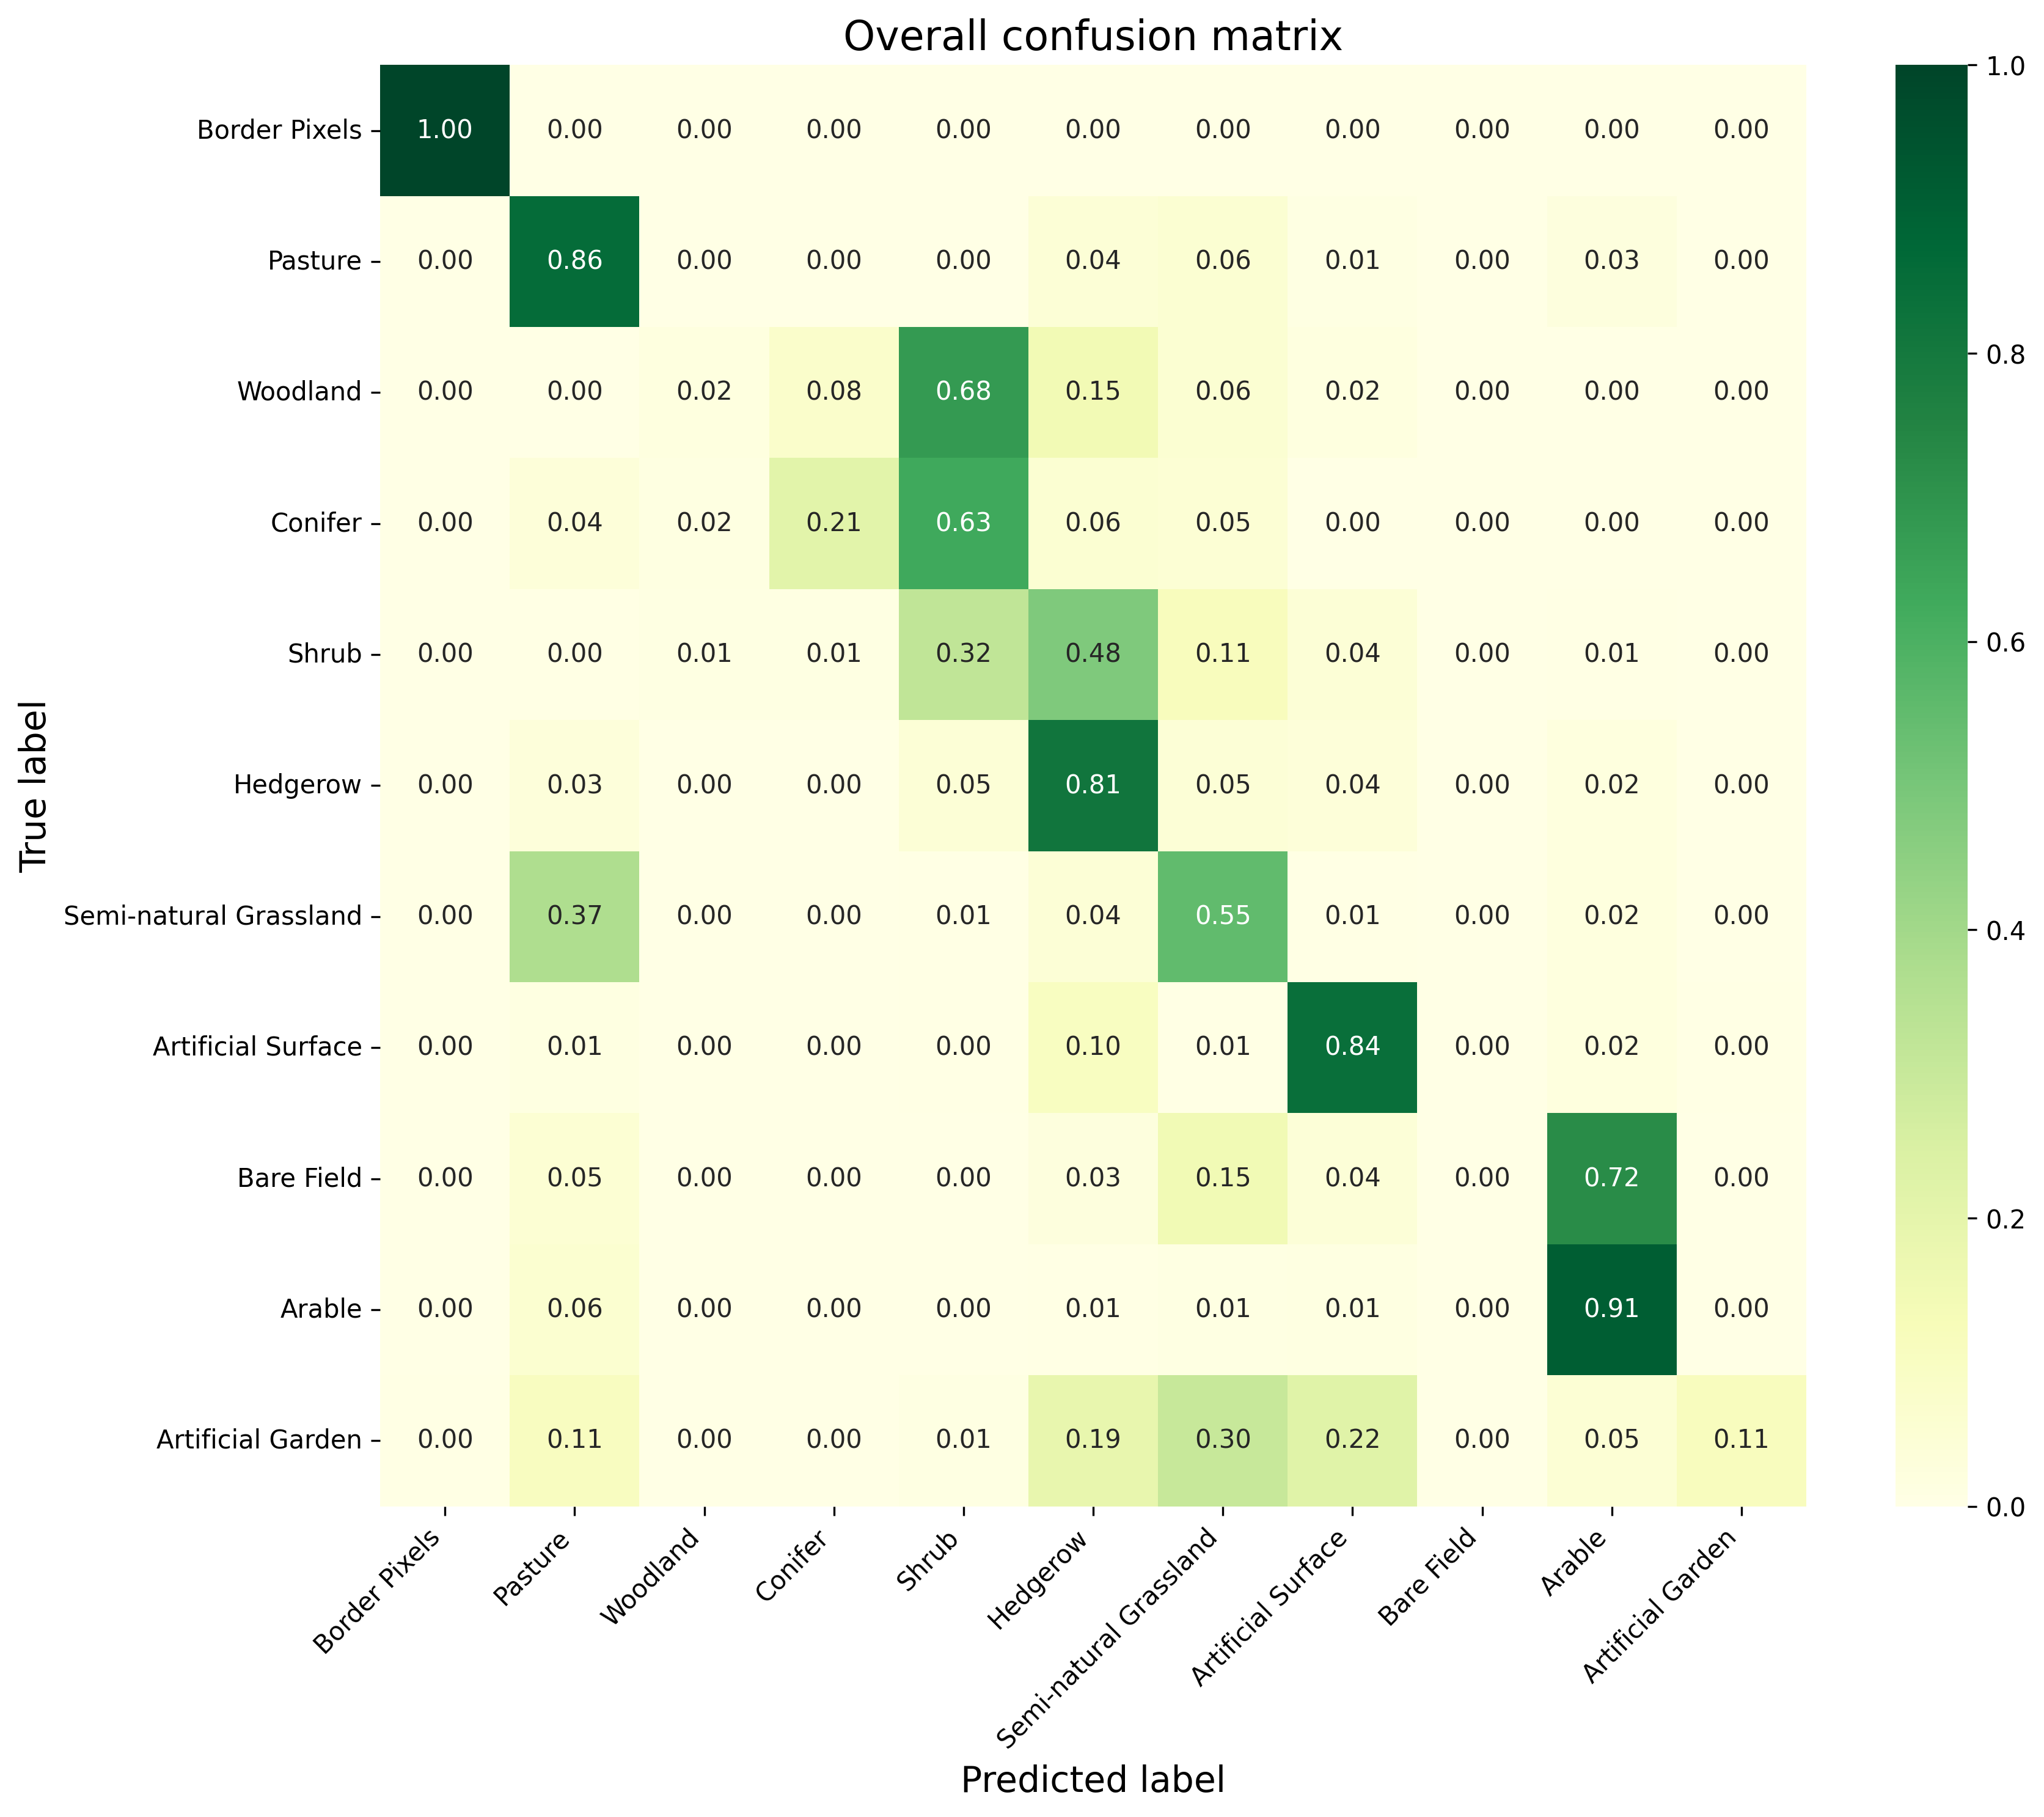 Overall confusion matrix
Border Pixels 1.00 0.00 0.00 0.00 0.00 0.00 0.00 0.00 0.00 0.00 0.00
Pasture 0.00 0.86 0.00 0.00 0.00 0.04 0.06 0.01 0.00 0.03 0.00
Woodland 0.00 0.00 0.02 0.08 0.68 0.15 0.06 0.02 0.00 0.00 0.00
Conifer 0.00 0.04 0.02 0.21 0.63 0.06 0.05 0.00 0.00 0.00 0.00
Shrub 0.00 0.00 0.01 0.01 0.32 0.48 0.11 0.04 0.00 0.01 0.00
Hedgerow 0.00 0.03 0.00 0.00 0.05 0.81 0.05 0.04 0.00 0.02 0.00
Semi-natural Grassland 0.00 0.37 0.00 0.00 0.01 0.04 0.55 0.01 0.00 0.02 0.00
Artificial Surface 0.00 0.01 0.00 0.00 0.00 0.10 0.01 0.84 0.00 0.02 0.00
Bare Field 0.00 0.05 0.00 0.00 0.00 0.03 0.15 0.04 0.00 0.72 0.00
Arable 0.00 0.06 0.00 0.00 0.00 0.01 0.01 0.01 0.00 0.91 0.00
Artificial Garden 0.00 0.11 0.00 0.00 0.01 0.19 0.30 0.22 0.00 0.05 0.11
True label
Border Pixels
Pasture
Woodland
Conifer
Shrub
Hedgerow
Semi-natural Grassland
Artificial Surface
Bare Field
Arable
Artificial Garden
Predicted label
1.0
0.8
0.6
0.4
0.2
0.0